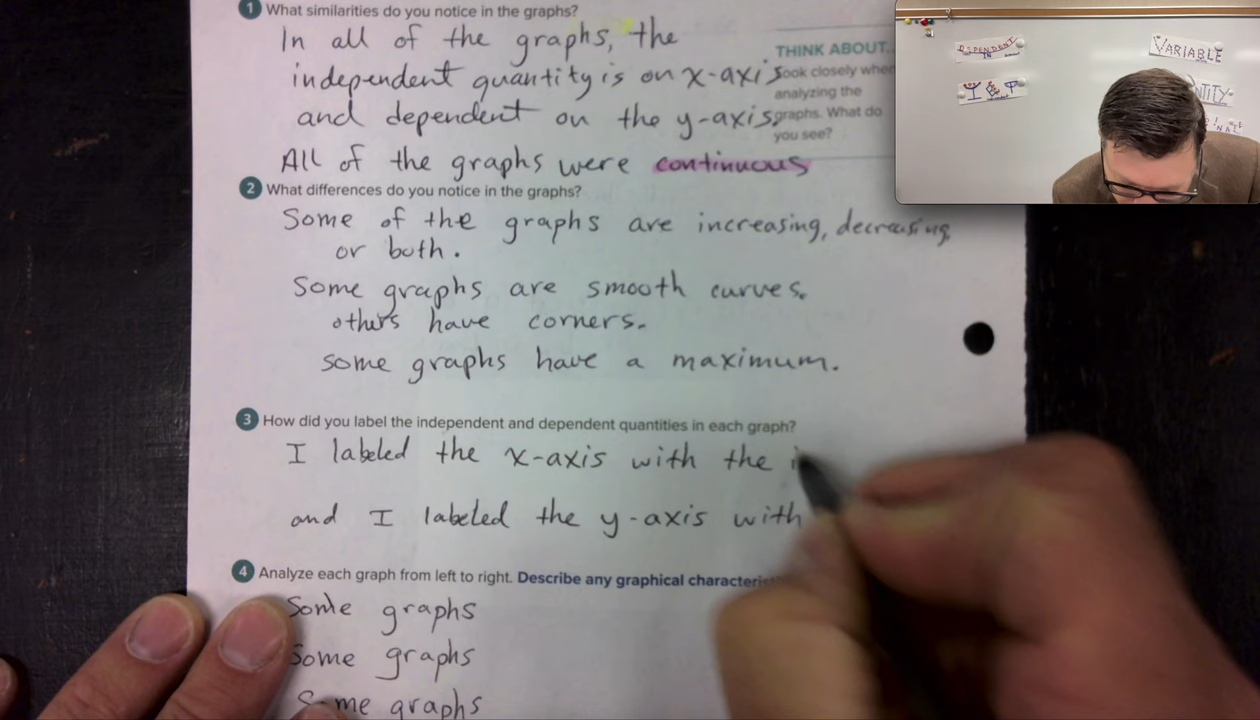 1 What similarities do you notice in the graphs?
In all of the graphs, the
independent quantity is on x-axis
and dependent on the y-axis.
All of the graphs were continuous
THINK ABOUT...
Look closely when
analyzing the
graphs. What do
you see?
2 What differences do you notice in the graphs?
Some of the graphs are increasing, decreasing,
or both.
Some graphs are smooth curves.
others have corners.
some graphs have a maximum.
3 How did you label the independent and dependent quantities in each graph?
I labeled the x-axis with the i
and I labeled the y-axis with
4 Analyze each graph from left to right. Describe any graphical
Some graphs
Some graphs
Some graphs
VARIABLE